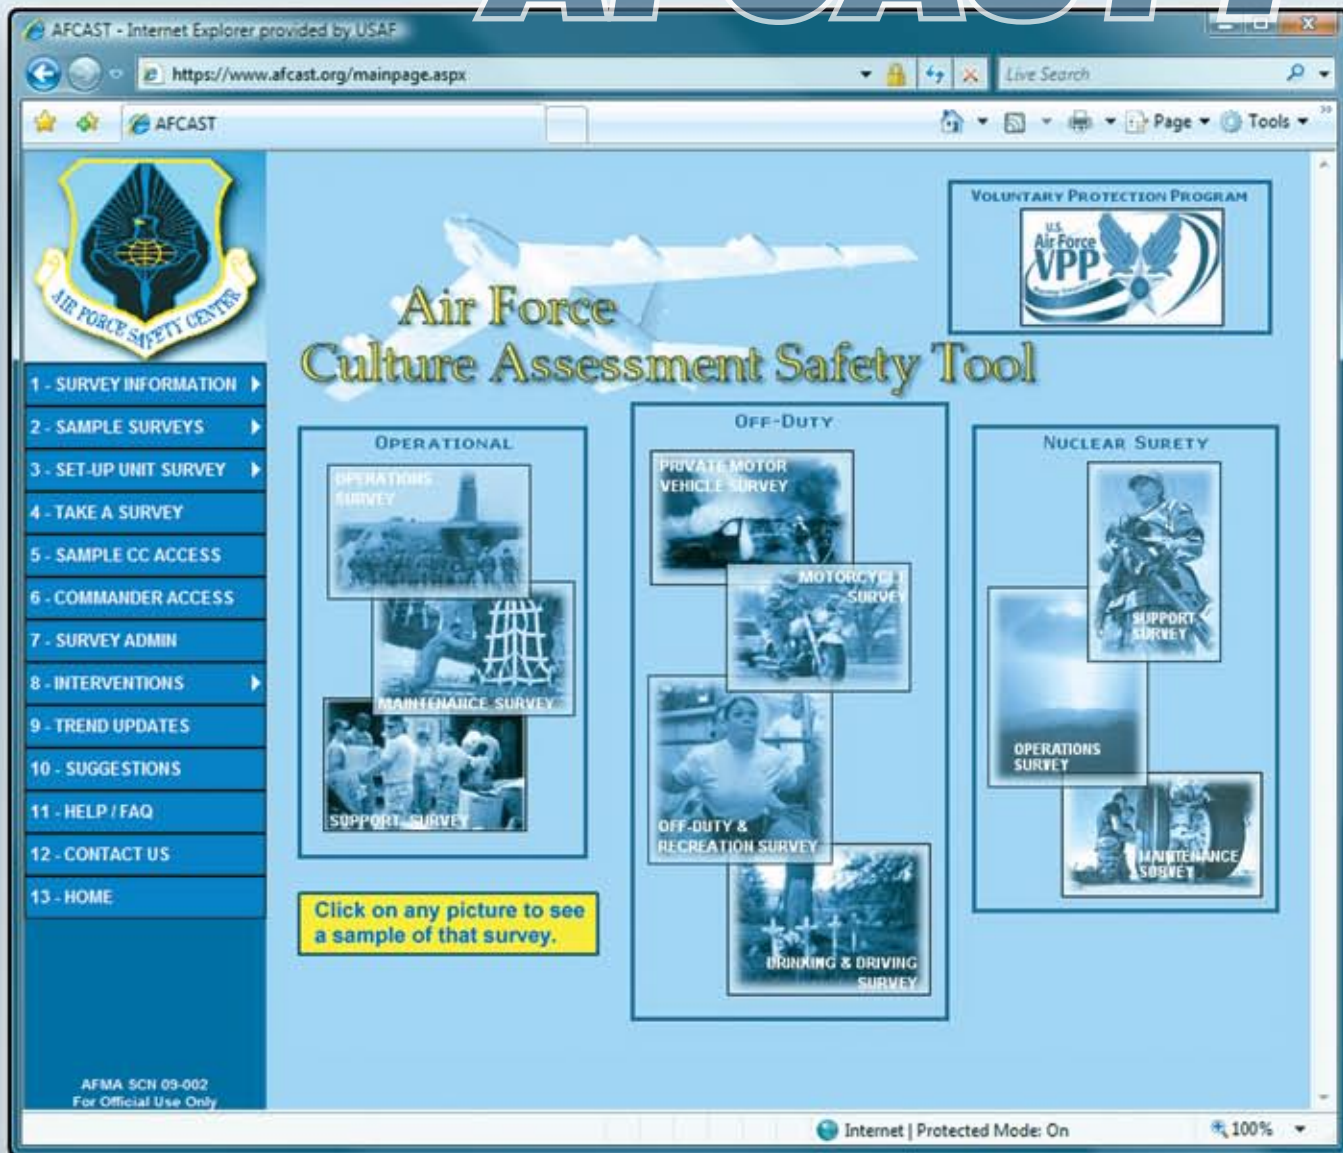 AFCAST
AFCAST - Internet Explorer provided by USAF
https://www.afcast.org/mainpage.aspx
Live Search
AFCAST
Page
Tools
AIR FORCE SAFETY CENTER
VOLUNTARY PROTECTION PROGRAM
U.S.
Air Force
VPP
Air Force
Culture Assessment Safety Tool
1 - SURVEY INFORMATION
2 - SAMPLE SURVEYS
3 - SET-UP UNIT SURVEY
4 - TAKE A SURVEY
5 - SAMPLE CC ACCESS
6 - COMMANDER ACCESS
7 - SURVEY ADMIN
8 - INTERVENTIONS
9 - TREND UPDATES
10 - SUGGESTIONS
11 - HELP / FAQ
12 - CONTACT US
13 - HOME
AFMA SCN 09-002
For Official Use Only
OPERATIONAL
OPERATIONS
SURVEY
MAINTENANCE SURVEY
SUPPORT SURVEY
Click on any picture to see
a sample of that survey.
OFF-DUTY
PRIVATE MOTOR
VEHICLE SURVEY
MOTORCYCLE
SURVEY
OFF-DUTY &
RECREATION SURVEY
DRINKING & DRIVING
SURVEY
NUCLEAR SURETY
SUPPORT
SURVEY
OPERATIONS
SURVEY
MAINTENANCE
SURVEY
Internet | Protected Mode: On
100%